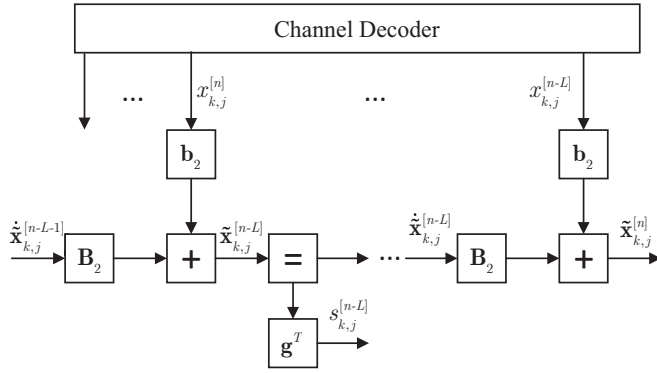 Channel Decoder
... x_{k,j}^{[n]} ... x_{k,j}^{[n-L]}
b_2 b_2
\dot{\tilde{x}}_{k,j}^{[n-L-1]} B_2 + \tilde{x}_{k,j}^{[n-L]} = ... \dot{\tilde{x}}_{k,j}^{[n-L]} B_2 + \tilde{x}_{k,j}^{[n]}
g^T s_{k,j}^{[n-L]}